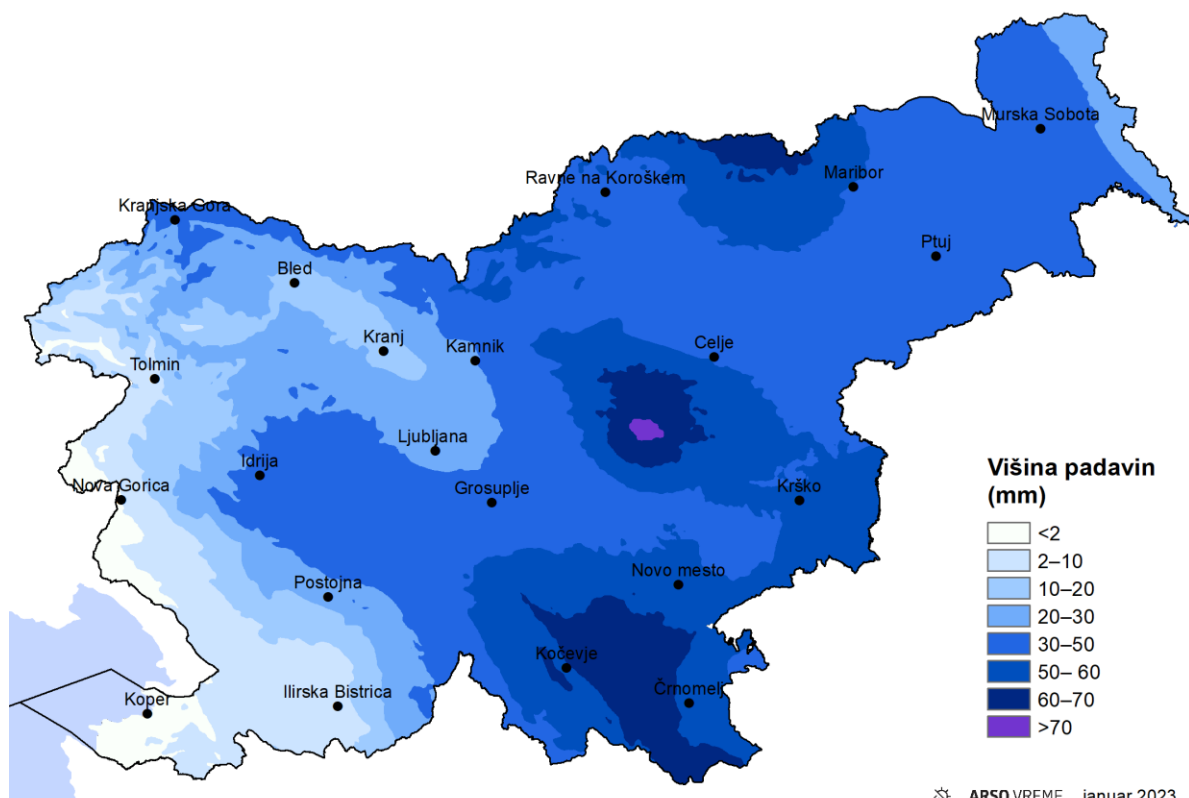 Murska Sobota
Ravne na Koroškem
Maribor
Kranjska Gora
Ptuj
Bled
Kranj
Kamnik
Celje
Tolmin
Ljubljana
Idrija
Nova Gorica
Grosuplje
Krško
Novo mesto
Postojna
Kočevje
Črnomelj
Koper
Ilirska Bistrica
Višina padavin
(mm)
<2
2–10
10–20
20–30
30–50
50– 60
60–70
>70
ARSO VREME januar 2023